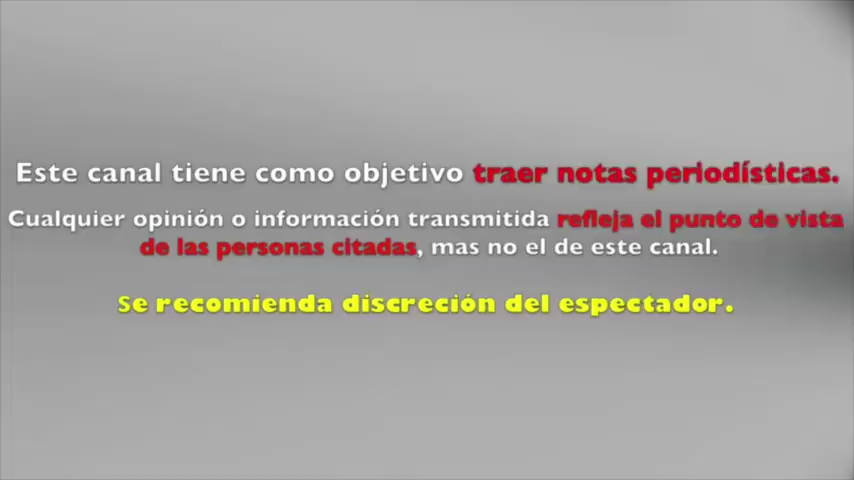 Este canal tiene como objetivo traer notas periodísticas.
Cualquier opinión o información transmitida refleja el punto de vista
de las personas citadas, mas no el de este canal.
Se recomienda discreción del espectador.